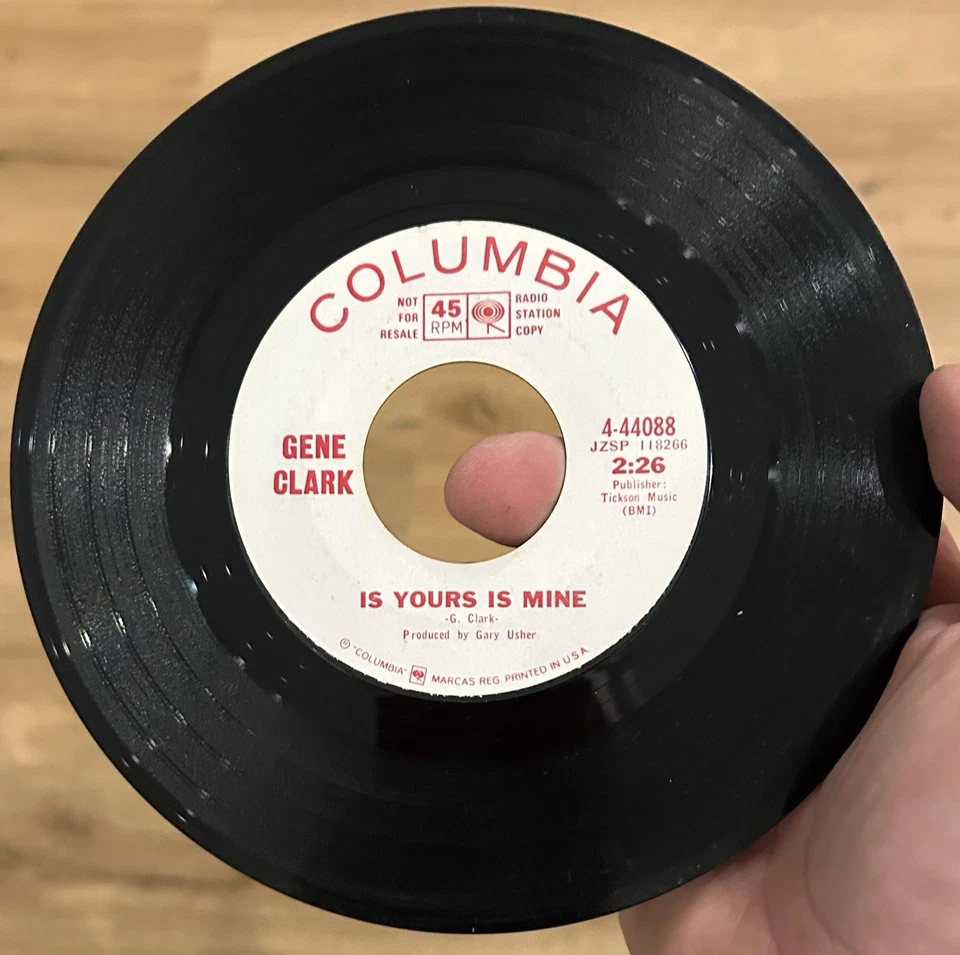 COLUMBIA
NOT
FOR
RESALE
45
RPM
RADIO
STATION
COPY
GENE
CLARK
4-44088
JZSP 118266
2:26
Publisher:
Tickson Music
(BMI)
IS YOURS IS MINE
-G. Clark-
Produced by Gary Usher
Ⓡ "COLUMBIA" MARCAS REG. PRINTED IN U S A